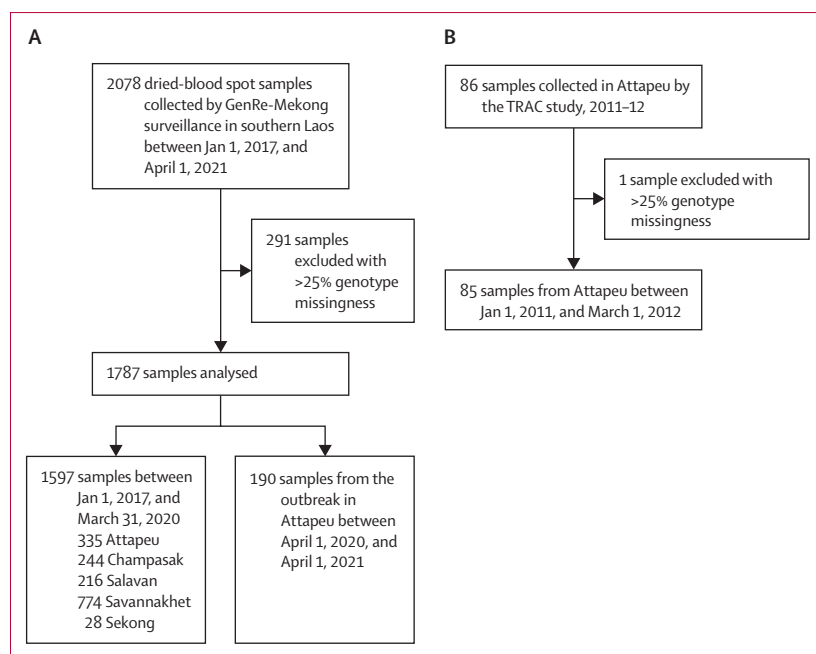 A
2078 dried-blood spot samples
collected by GenRe-Mekong
surveillance in southern Laos
between Jan 1, 2017, and
April 1, 2021
291 samples
excluded with
>25% genotype
missingness
1787 samples analysed
1597 samples between
Jan 1, 2017, and
March 31, 2020
335 Attapeu
244 Champasak
216 Salavan
774 Savannakhet
28 Sekong
190 samples from the
outbreak in
Attapeu between
April 1, 2020, and
April 1, 2021
B
86 samples collected in Attapeu by
the TRAC study, 2011–12
1 sample excluded with
>25% genotype
missingness
85 samples from Attapeu between
Jan 1, 2011, and March 1, 2012